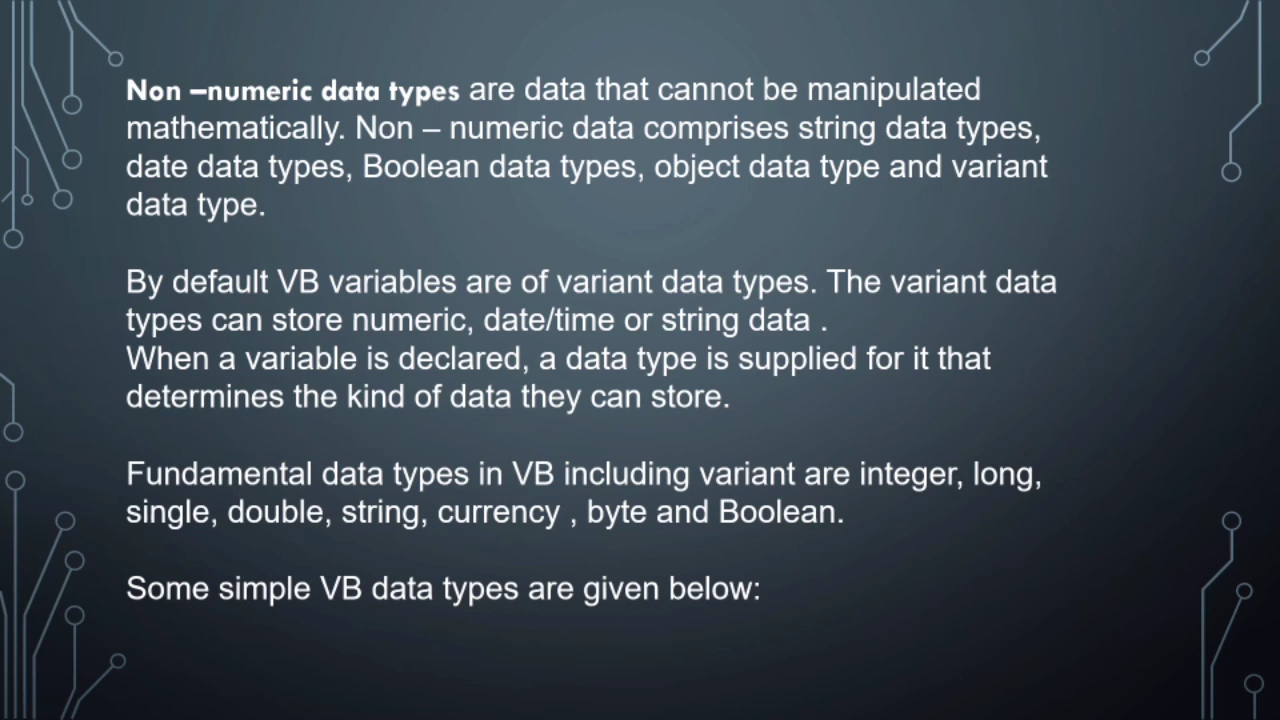 Non –numeric data types are data that cannot be manipulated
mathematically. Non – numeric data comprises string data types,
date data types, Boolean data types, object data type and variant
data type.
By default VB variables are of variant data types. The variant data
types can store numeric, date/time or string data .
When a variable is declared, a data type is supplied for it that
determines the kind of data they can store.
Fundamental data types in VB including variant are integer, long,
single, double, string, currency , byte and Boolean.
Some simple VB data types are given below: